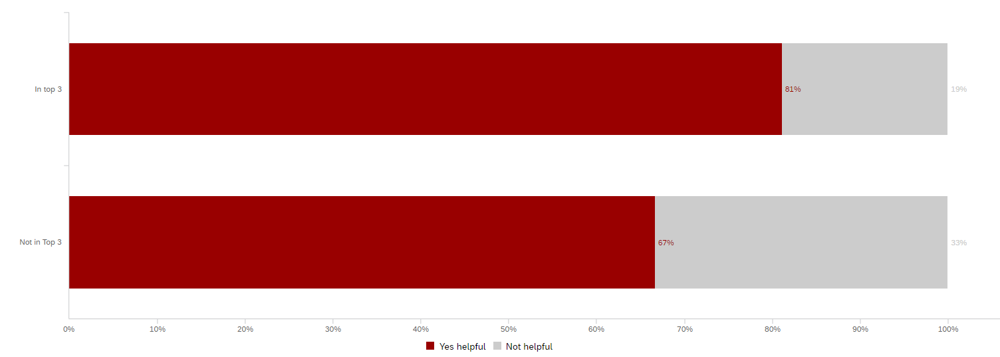 In top 3
81%
19%
Not in Top 3
67%
33%
0% 10% 20% 30% 40% 50% 60% 70% 80% 90% 100%
Yes helpful Not helpful